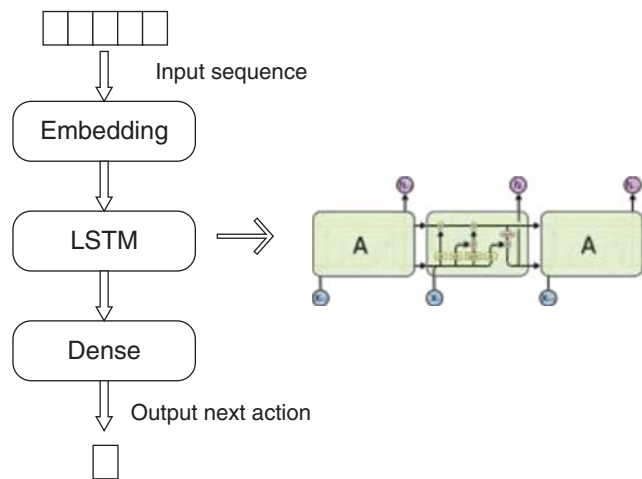 Input sequence
Embedding
LSTM
Dense
Output next action
A
A